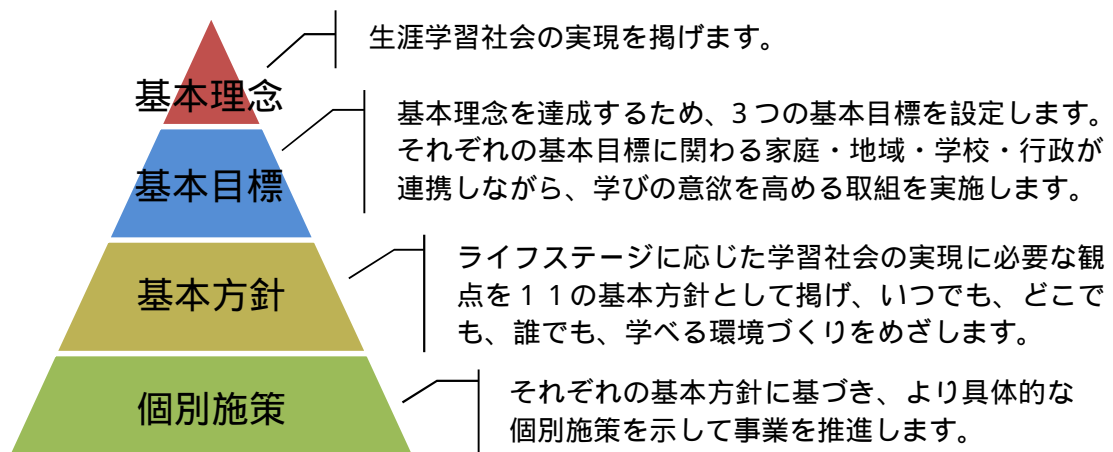 生涯学習社会の実現を掲げます。
基本理念
基本理念を達成するため、３つの基本目標を設定します。
それぞれの基本目標に関わる家庭・地域・学校・行政が
連携しながら、学びの意欲を高める取組を実施します。
基本目標
ライフステージに応じた学習社会の実現に必要な観
点を１１の基本方針として掲げ、いつでも、どこで
も、誰でも、学べる環境づくりをめざします。
基本方針
それぞれの基本方針に基づき、より具体的な
個別施策を示して事業を推進します。
個別施策